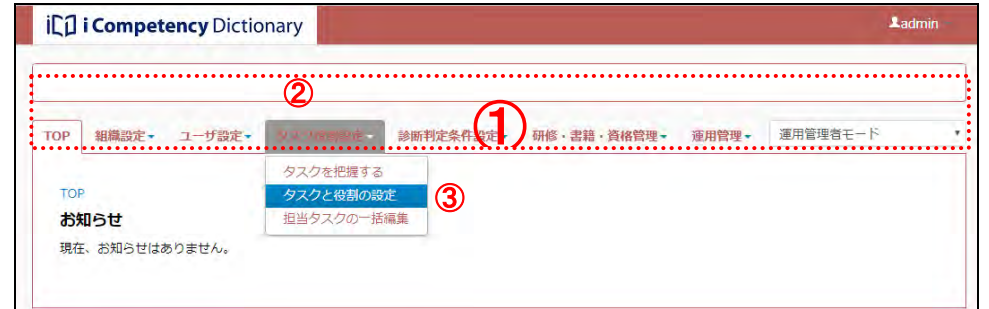 i Competency Dictionary
admin
②
①
TOP 組織設定 ユーザ設定 診断判定条件設定 研修・書籍・資格管理 運用管理 運用管理者モード
タスクを把握する
タスクと役割の設定
③
担当タスクの一括編集
TOP
お知らせ
現在、お知らせはありません。